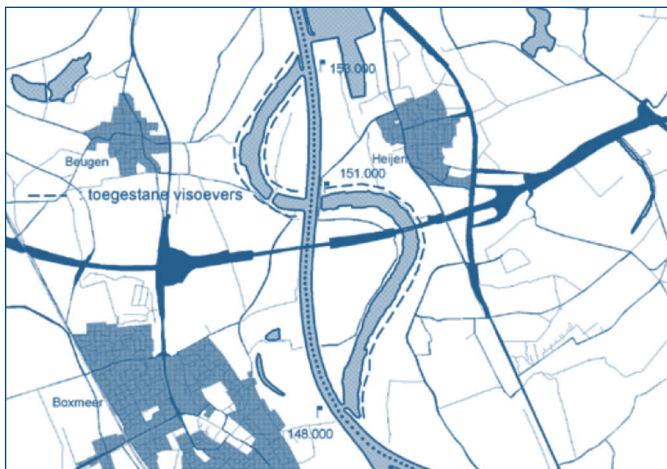 153.000
Beugen
Heijen
151.000
: toegestane visoevers
Boxmeer
148.000